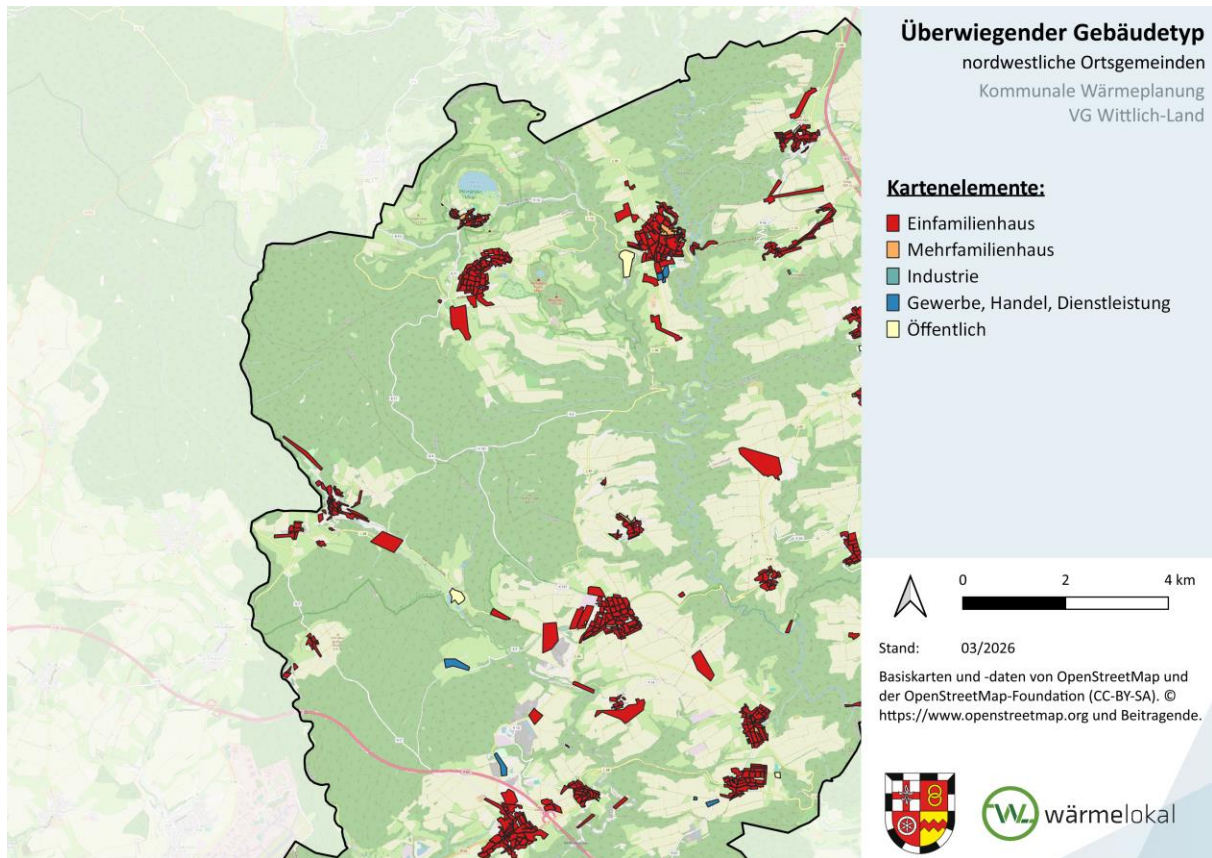 Überwiegender Gebäudetyp
nordwestliche Ortsgemeinden
Kommunale Wärmeplanung
VG Wittlich-Land
Kartenelemente:
Einfamilienhaus
Mehrfamilienhaus
Industrie
Gewerbe, Handel, Dienstleistung
Öffentlich
0 2 4 km
Stand: 03/2026
Basiskarten und -daten von OpenStreetMap und
der OpenStreetMap-Foundation (CC-BY-SA). ©
https://www.openstreetmap.org und Beitragende.
wärmelokal